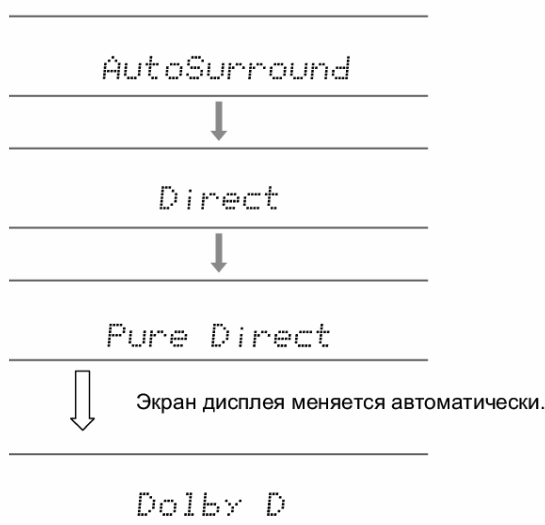 AutoSurround
Direct
Pure Direct
Экран дисплея меняется автоматически.
Dolby D